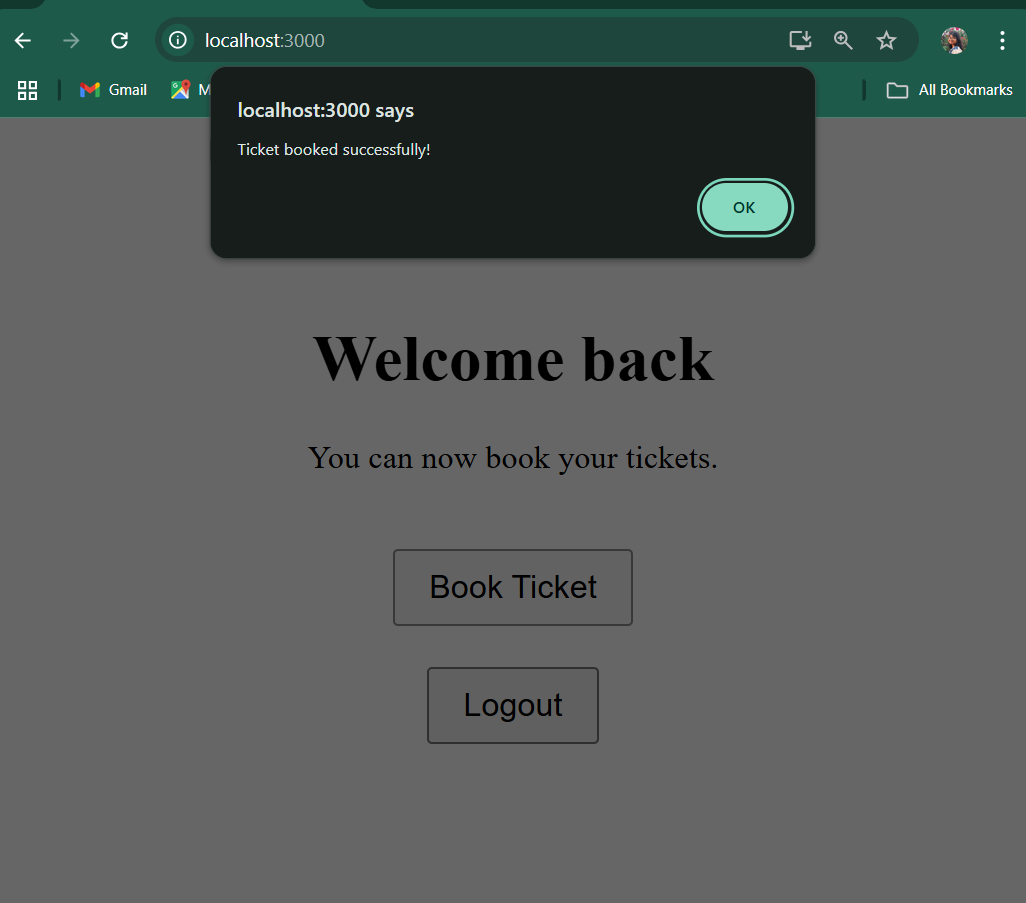 localhost:3000
Gmail
All Bookmarks
localhost:3000 says
Ticket booked successfully!
OK
Welcome back
You can now book your tickets.
Book Ticket
Logout